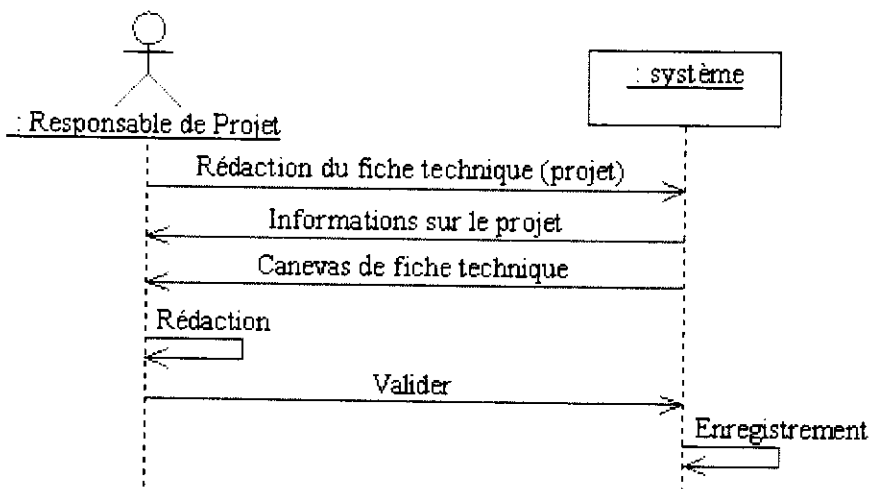 : système
: Responsable de Projet
Rédaction du fiche technique (projet)
Informations sur le projet
Canevas de fiche technique
Rédaction
Valider
Enregistrement